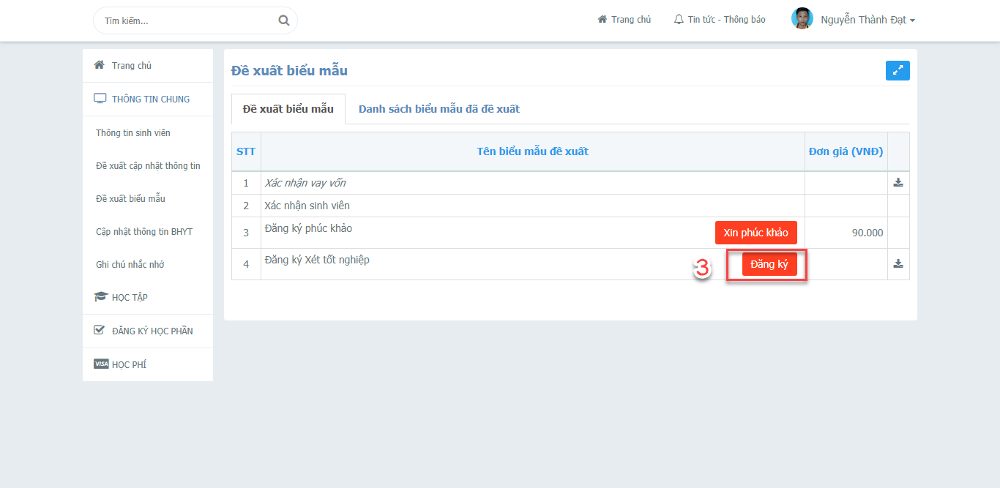 Tìm kiếm...
Trang chủ
Tin tức - Thông báo
Nguyễn Thành Đạt
Trang chủ
THÔNG TIN CHUNG
Thông tin sinh viên
Đề xuất cập nhật thông tin
Đề xuất biểu mẫu
Cập nhật thông tin BHYT
Ghi chú nhắc nhở
HỌC TẬP
ĐĂNG KÝ HỌC PHẦN
VISA HỌC PHÍ
Đề xuất biểu mẫu
Đề xuất biểu mẫu Danh sách biểu mẫu đã đề xuất
STT Tên biểu mẫu đề xuất Đơn giá (VNĐ)
1 Xác nhận vay vốn
2 Xác nhận sinh viên
3 Đăng ký phúc khảo Xin phúc khảo 90.000
4 Đăng ký Xét tốt nghiệp 3 Đăng ký